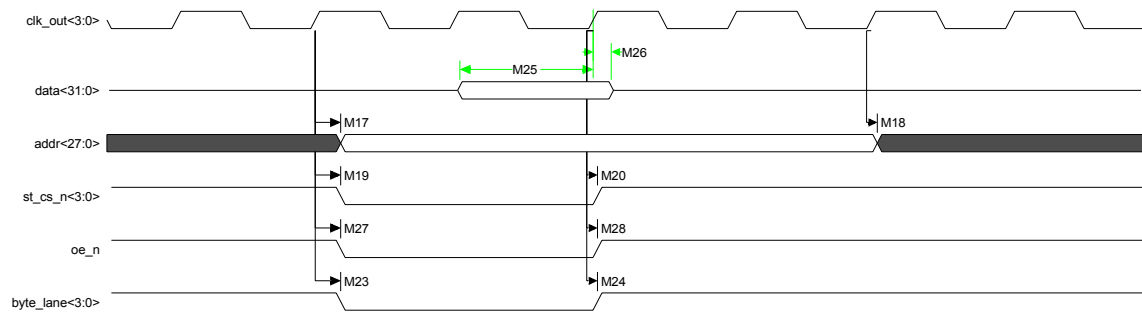 clk_out<3:0>
M26
M25
data<31:0>
M17 M18
addr<27:0>
M19 M20
st_cs_n<3:0>
M27 M28
oe_n
M23 M24
byte_lane<3:0>